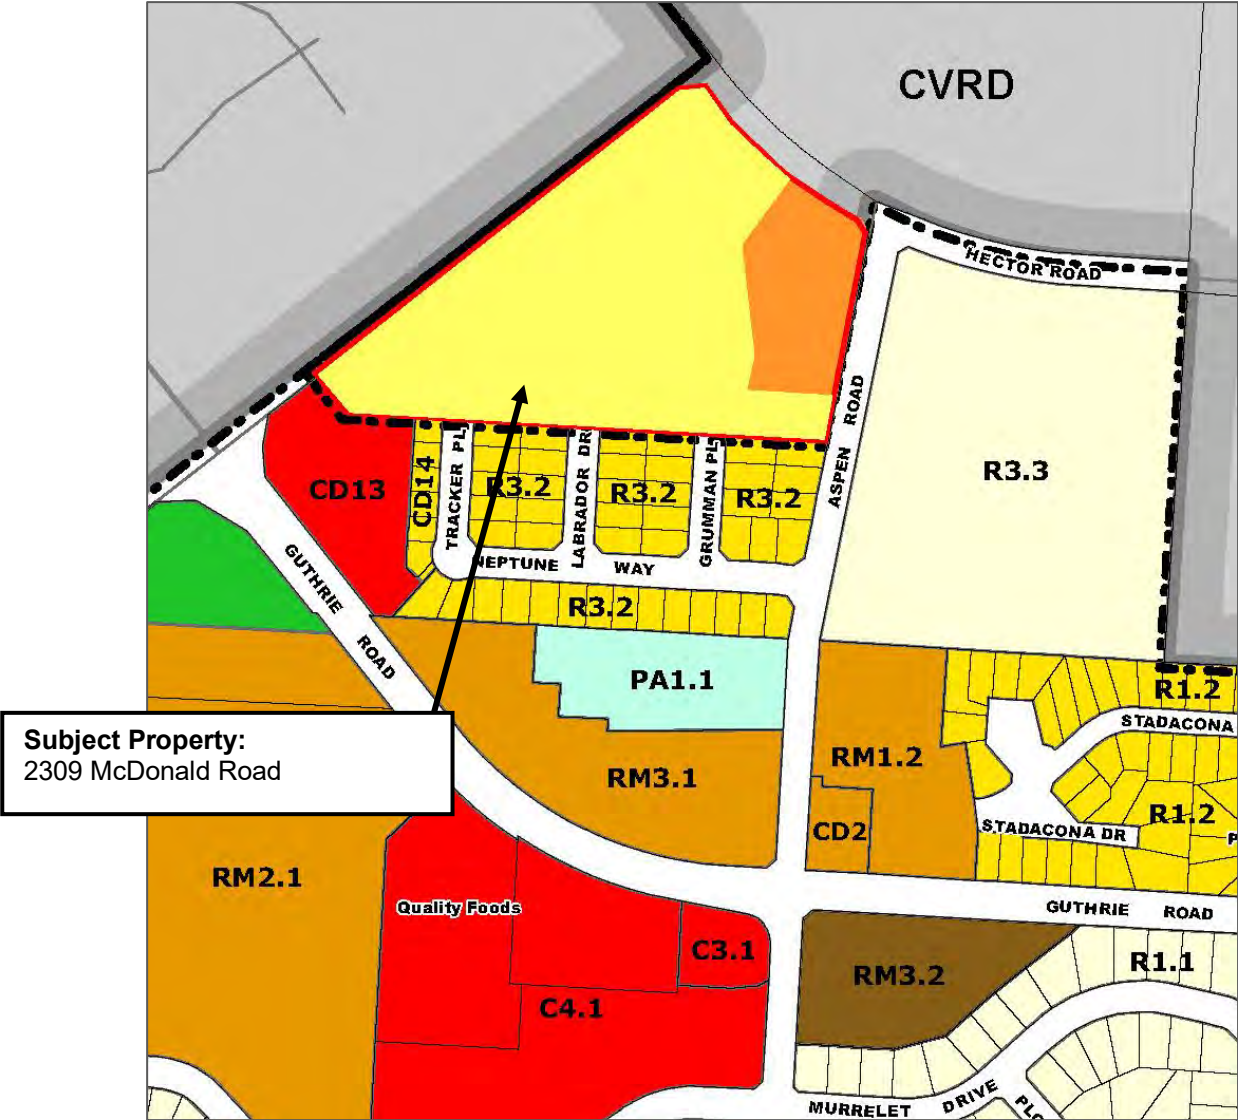 CVRD
HECTOR ROAD
ASPEN ROAD
R3.3
CD13
CD14
TRACKER PL
R3.2
LABRADOR DR
R3.2
GRUMMAN PL
R3.2
NEPTUNE WAY
GUTHRIE ROAD
R3.2
PA1.1
R1.2
STADACONA
Subject Property:
2309 McDonald Road
RM3.1
RM1.2
CD2
R1.2
STADACONA DR
RM2.1
Quality Foods
GUTHRIE ROAD
C3.1
RM3.2
R1.1
C4.1
MURRELET DRIVE